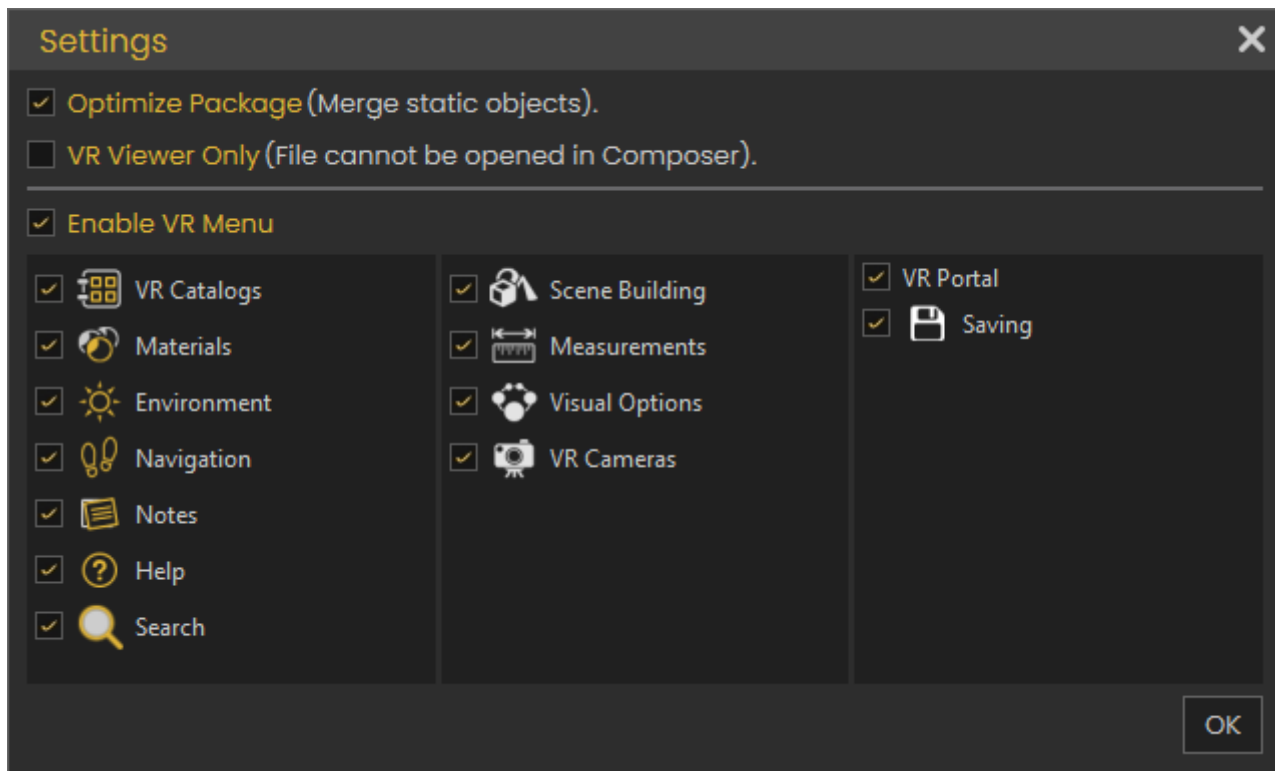 Settings
Optimize Package (Merge static objects).
VR Viewer Only (File cannot be opened in Composer).
Enable VR Menu
VR Catalogs
Materials
Environment
Navigation
Notes
Help
Search
Scene Building
Measurements
Visual Options
VR Cameras
VR Portal
Saving
OK